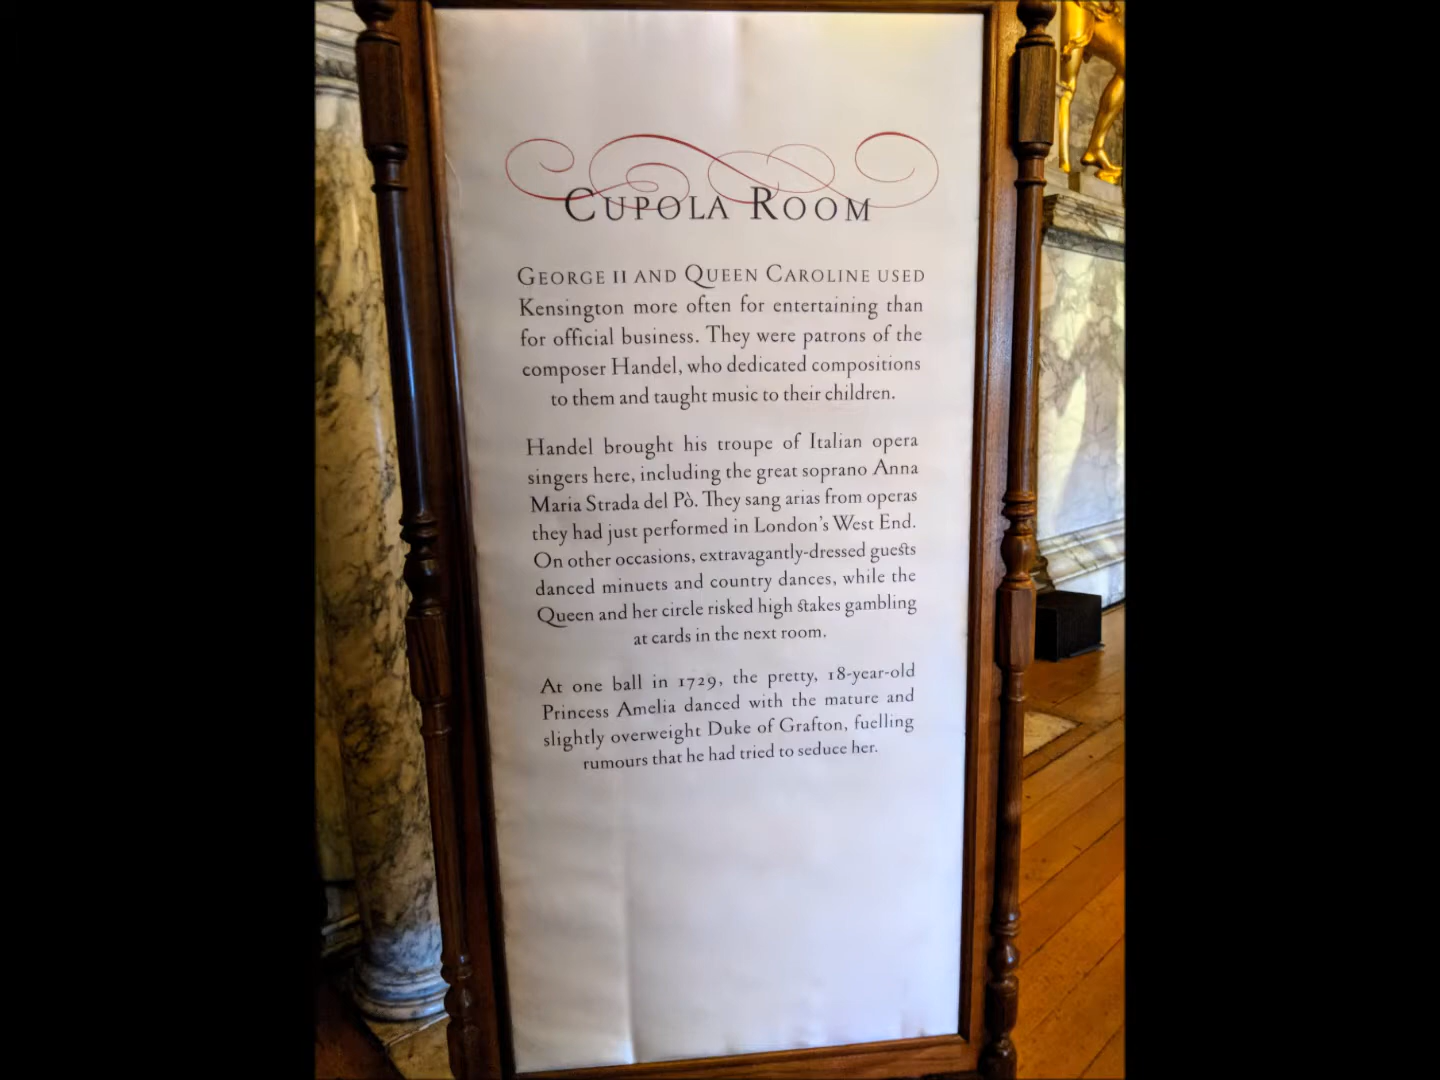 CUPOLA ROOM
GEORGE II AND QUEEN CAROLINE USED
Kensington more often for entertaining than
for official business. They were patrons of the
composer Handel, who dedicated compositions
to them and taught music to their children.
Handel brought his troupe of Italian opera
singers here, including the great soprano Anna
Maria Strada del Pò. They sang arias from operas
they had just performed in London's West End.
On other occasions, extravagantly-dressed guests
danced minuets and country dances, while the
Queen and her circle risked high stakes gambling
at cards in the next room.
At one ball in 1729, the pretty, 18-year-old
Princess Amelia danced with the mature and
slightly overweight Duke of Grafton, fuelling
rumours that he had tried to seduce her.